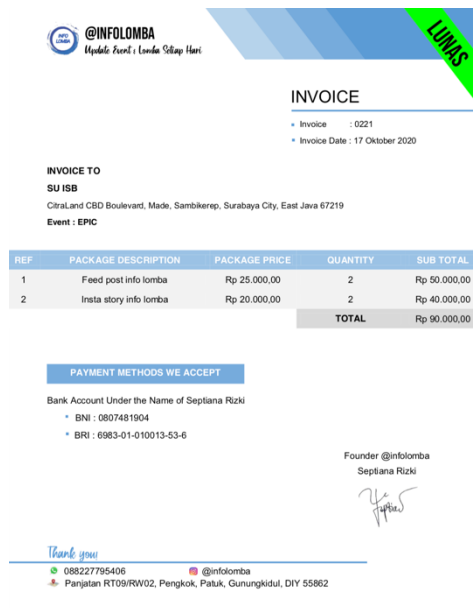 INFO
LOMBA
@INFOLOMBA
Update Event & Lomba Setiap Hari
LUNAS
INVOICE
Invoice : 0221
Invoice Date : 17 Oktober 2020
INVOICE TO
SU ISB
CitraLand CBD Boulevard, Made, Sambikerep, Surabaya City, East Java 67219
Event : EPIC
REF PACKAGE DESCRIPTION PACKAGE PRICE QUANTITY SUB TOTAL
1 Feed post info lomba Rp 25.000,00 2 Rp 50.000,00
2 Insta story info lomba Rp 20.000,00 2 Rp 40.000,00
TOTAL Rp 90.000,00
PAYMENT METHODS WE ACCEPT
Bank Account Under the Name of Septiana Rizki
BNI : 0807481904
BRI : 6983-01-010013-53-6
Founder @infolomba
Septiana Rizki
Thank you
088227795406 @infolomba
Panjatan RT09/RW02, Pengkok, Patuk, Gunungkidul, DIY 55862